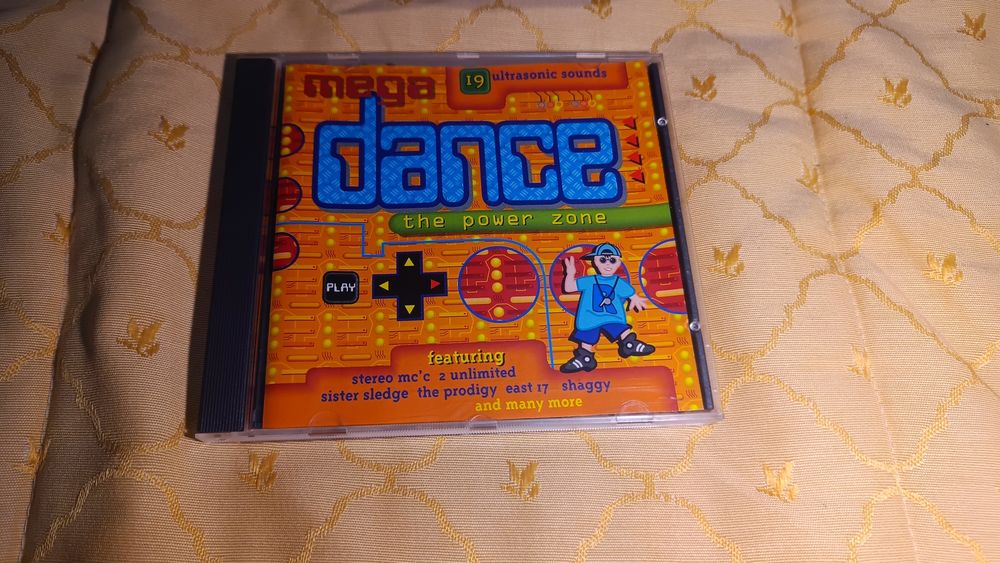 mega
19 ultrasonic sounds
dance
the power zone
PLAY
featuring
stereo mc'c 2 unlimited
sister sledge the prodigy east 17 shaggy
and many more